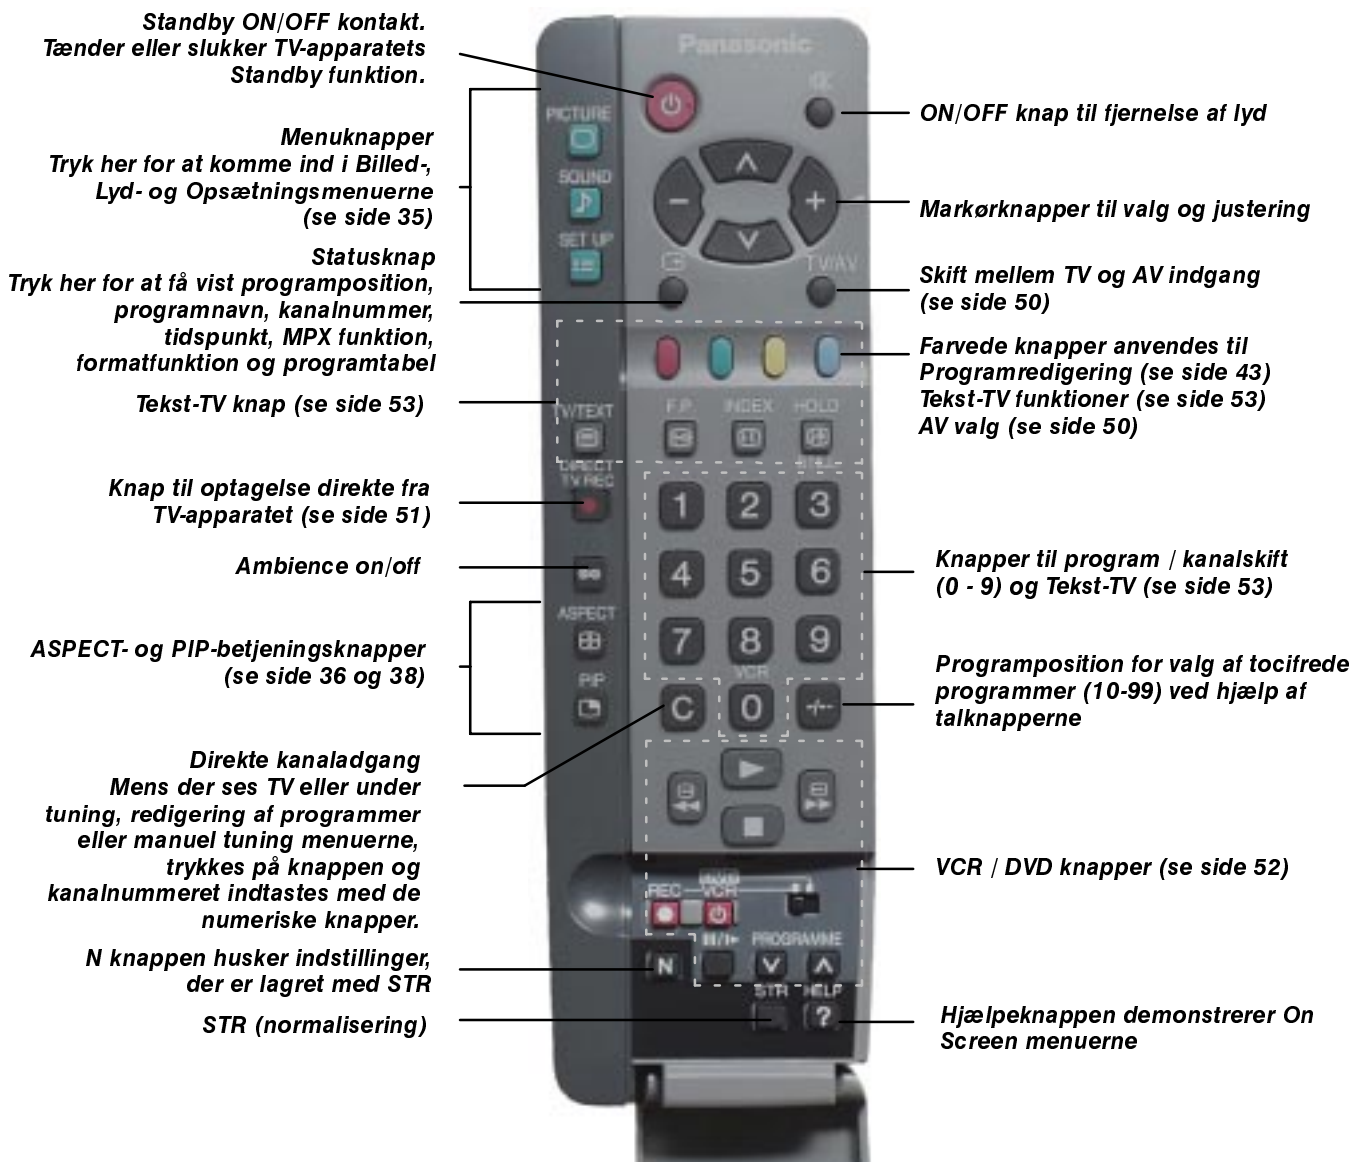 Standby ON/OFF kontakt.
Tænder eller slukker TV-apparatets
Standby funktion.
Menuknapper
Tryk her for at komme ind i Billed-,
Lyd- og Opsætningsmenuerne
(se side 35)
Statusknap
Tryk her for at få vist programposition,
programnavn, kanalnummer,
tidspunkt, MPX funktion,
formatfunktion og programtabel
Tekst-TV knap (se side 53)
Knap til optagelse direkte fra
TV-apparatet (se side 51)
Ambience on/off
ASPECT- og PIP-betjeningsknapper
(se side 36 og 38)
Direkte kanaladgang
Mens der ses TV eller under
tuning, redigering af programmer
eller manuel tuning menuerne,
trykkes på knappen og
kanalnummeret indtastes med de
numeriske knapper.
N knappen husker indstillinger,
der er lagret med STR
STR (normalisering)
Panasonic
PICTURE
SOUND
SET UP
TV/AV
TV/TEXT
F.P.
INDEX
HOLD
DIRECT
TV REC
1
2
3
4
5
6
ASPECT
7
8
9
VCR
PIP
C
0
-/--
REC
VCR
PROGRAMME
N
STR
HELP
?
ON/OFF knap til fjernelse af lyd
Markørknapper til valg og justering
Skift mellem TV og AV indgang
(se side 50)
Farvede knapper anvendes til
Programredigering (se side 43)
Tekst-TV funktioner (se side 53)
AV valg (se side 50)
Knapper til program / kanalskift
(0 - 9) og Tekst-TV (se side 53)
Programposition for valg af tocifrede
programmer (10-99) ved hjælp af
talknapperne
VCR / DVD knapper (se side 52)
Hjælpeknappen demonstrerer On
Screen menuerne